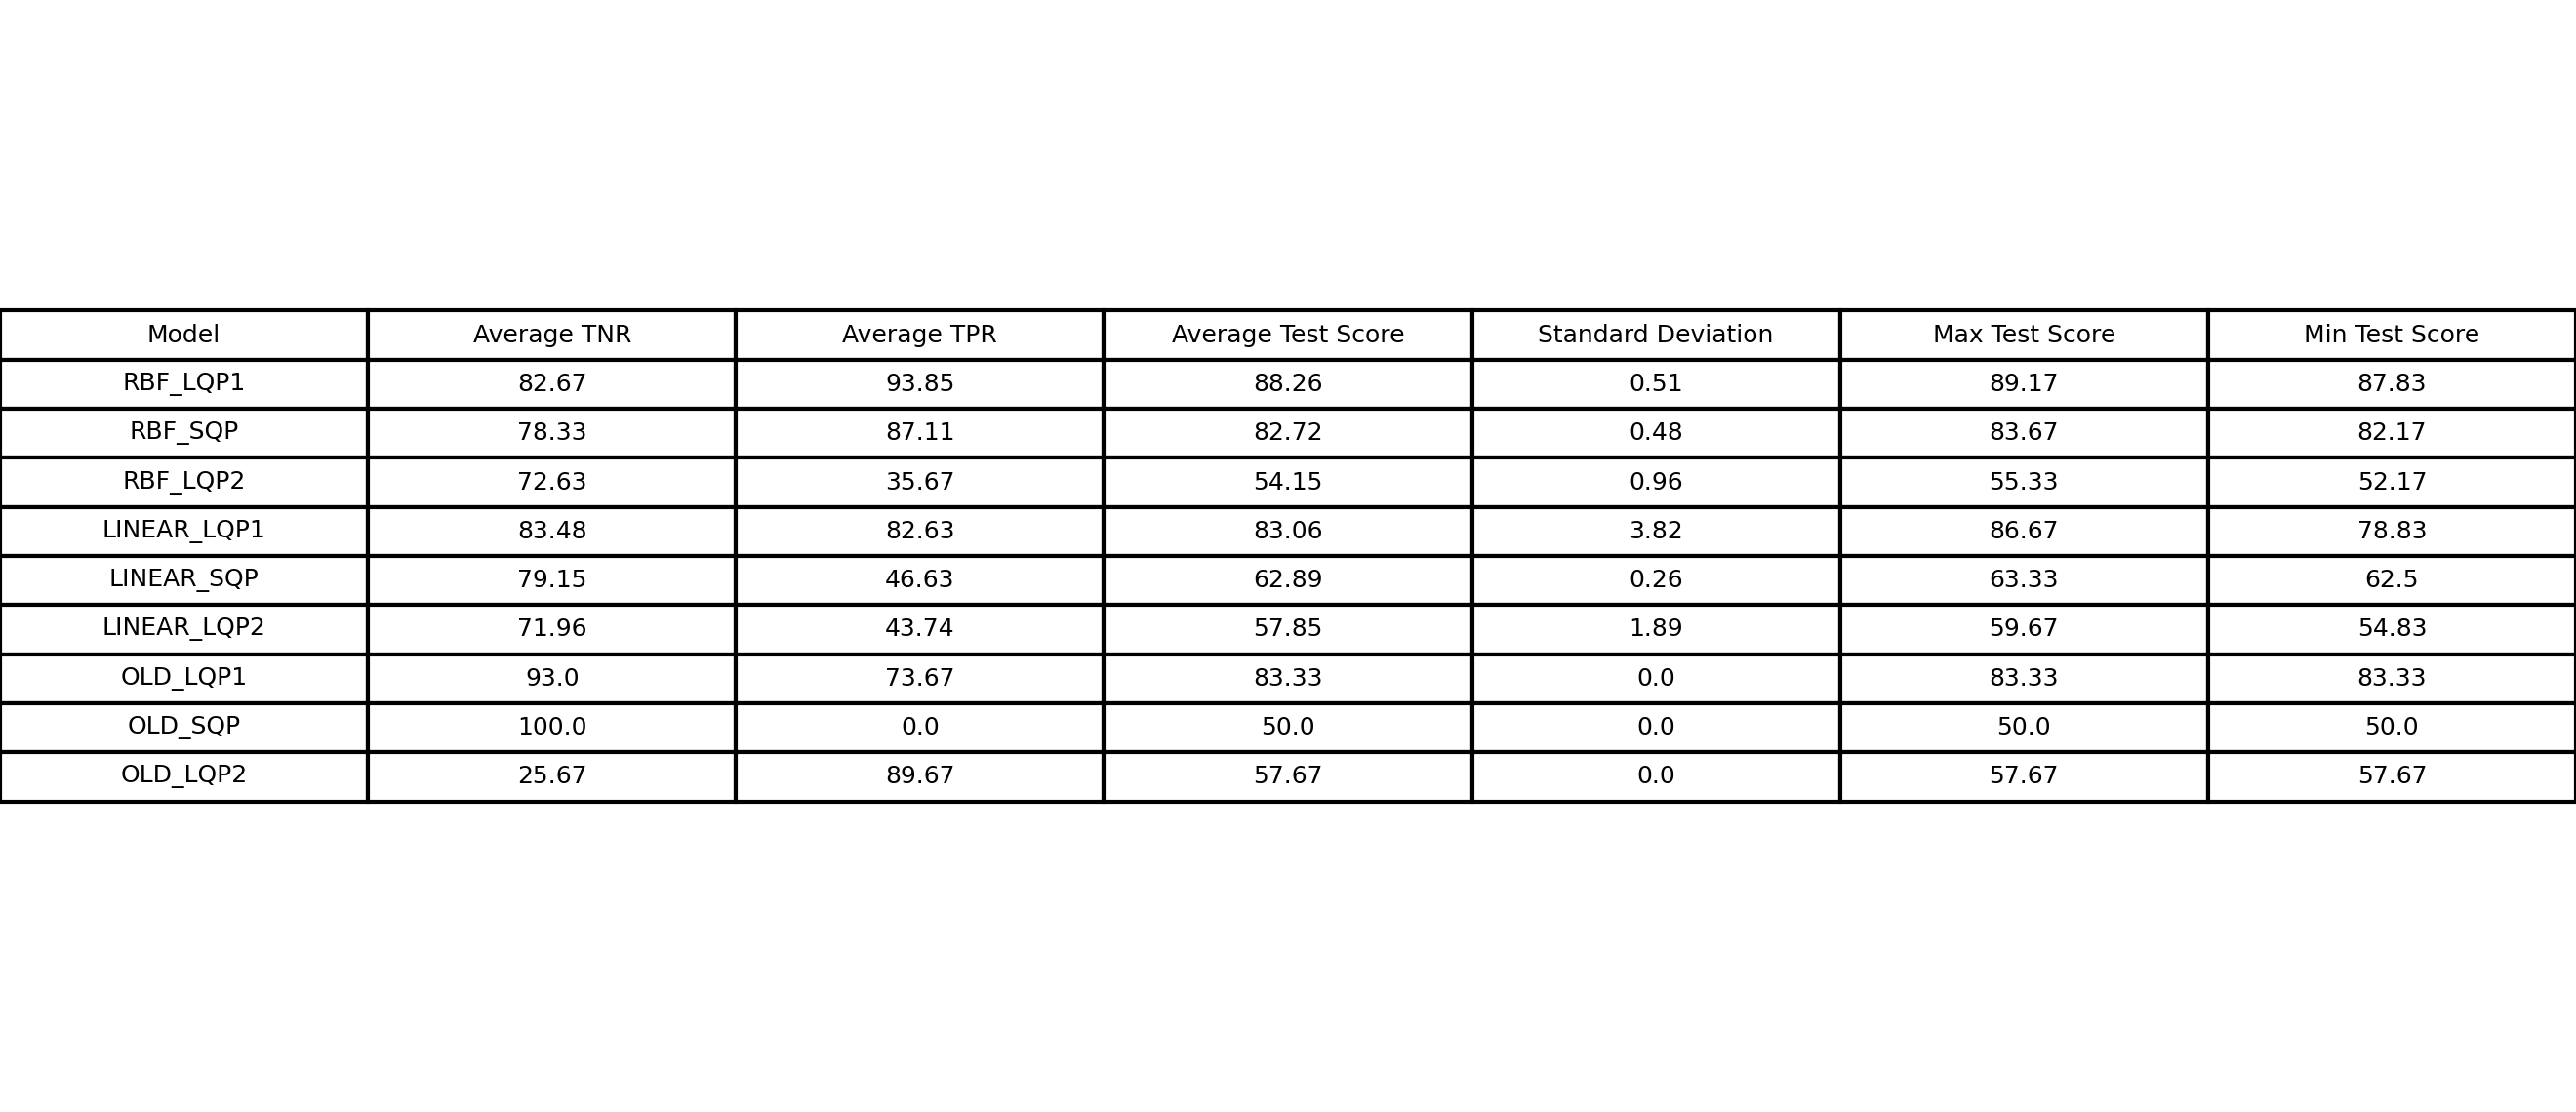 Model Average TNR Average TPR Average Test Score Standard Deviation Max Test Score Min Test Score
RBF_LQP1 82.67 93.85 88.26 0.51 89.17 87.83
RBF_SQP 78.33 87.11 82.72 0.48 83.67 82.17
RBF_LQP2 72.63 35.67 54.15 0.96 55.33 52.17
LINEAR_LQP1 83.48 82.63 83.06 3.82 86.67 78.83
LINEAR_SQP 79.15 46.63 62.89 0.26 63.33 62.5
LINEAR_LQP2 71.96 43.74 57.85 1.89 59.67 54.83
OLD_LQP1 93.0 73.67 83.33 0.0 83.33 83.33
OLD_SQP 100.0 0.0 50.0 0.0 50.0 50.0
OLD_LQP2 25.67 89.67 57.67 0.0 57.67 57.67